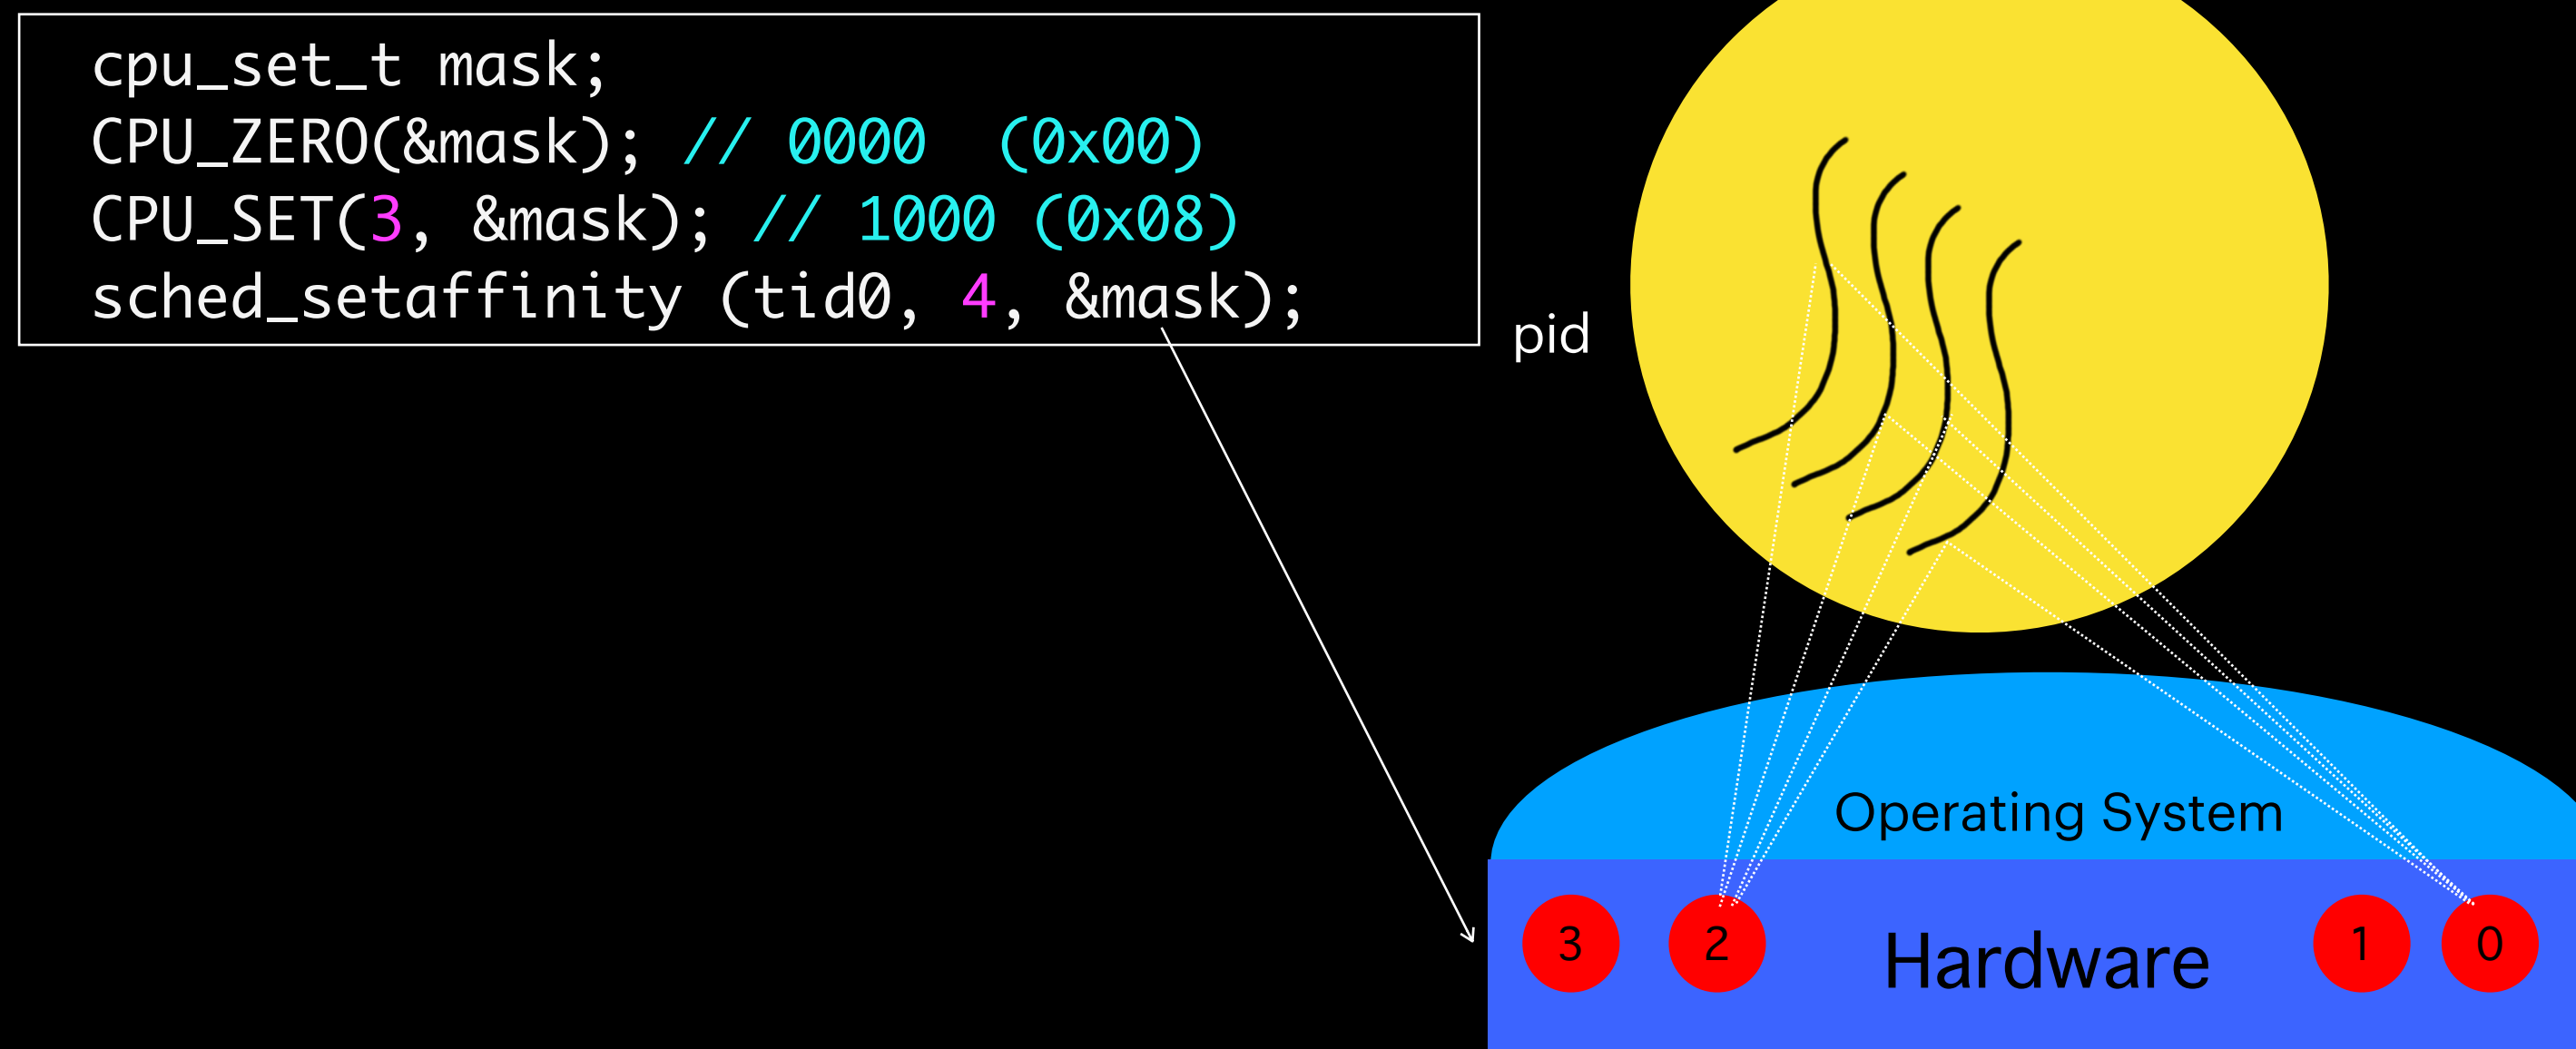 cpu_set_t mask;
CPU_ZERO(&mask); // 0000  (0x00)
CPU_SET(3, &mask); // 1000 (0x08)
sched_setaffinity (tid0, 4, &mask);
pid
Operating System
3
2
Hardware
1
0